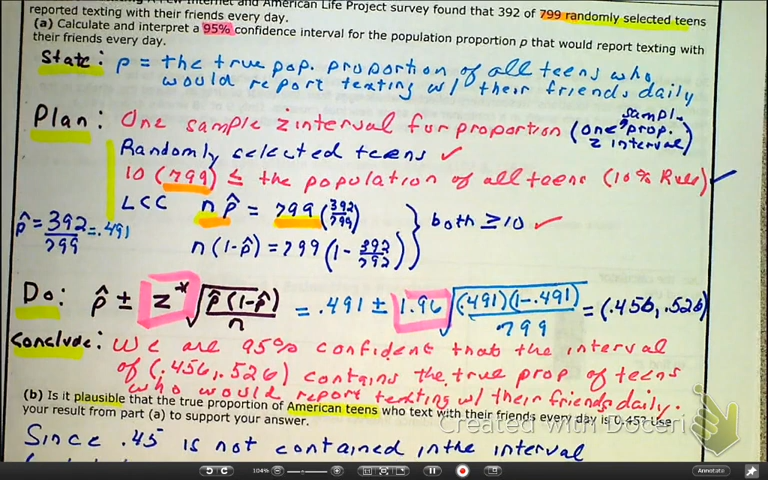 Internet and American Life Project survey found that 392 of 799 randomly selected teens
reported texting with their friends every day.
(a) Calculate and interpret a 95% confidence interval for the population proportion p that would report texting with
their friends every day.
State: p = the true pop. proportion of all teens who
would report texting w/ their friends daily
Plan: One sample z interval for proportion (one sampl. prop. z interval)
Randomly selected teens ✓
10 (799) ≤ the population of all teens (10% Rule) ✓
LCC n p̂ = 799 (392/799)
both ≥ 10 ✓
p̂ = 392/799 = .491
n(1-p̂) = 799 (1 - 392/799)
Do: p̂ ± z* √(p̂(1-p̂)/n) = .491 ± 1.96 √((.491)(1-.491)/799) = (.456, .526)
Conclude: We are 95% confident that the interval
of (.456, .526) contains the true prop of teens
who would report texting w/ their friends daily.
(b) Is it plausible that the true proportion of American teens who text with their friends every day is 0.45? Use
your result from part (a) to support your answer.
Created with Doceri
Since .45 is not contained in the interval
104%
Annotate